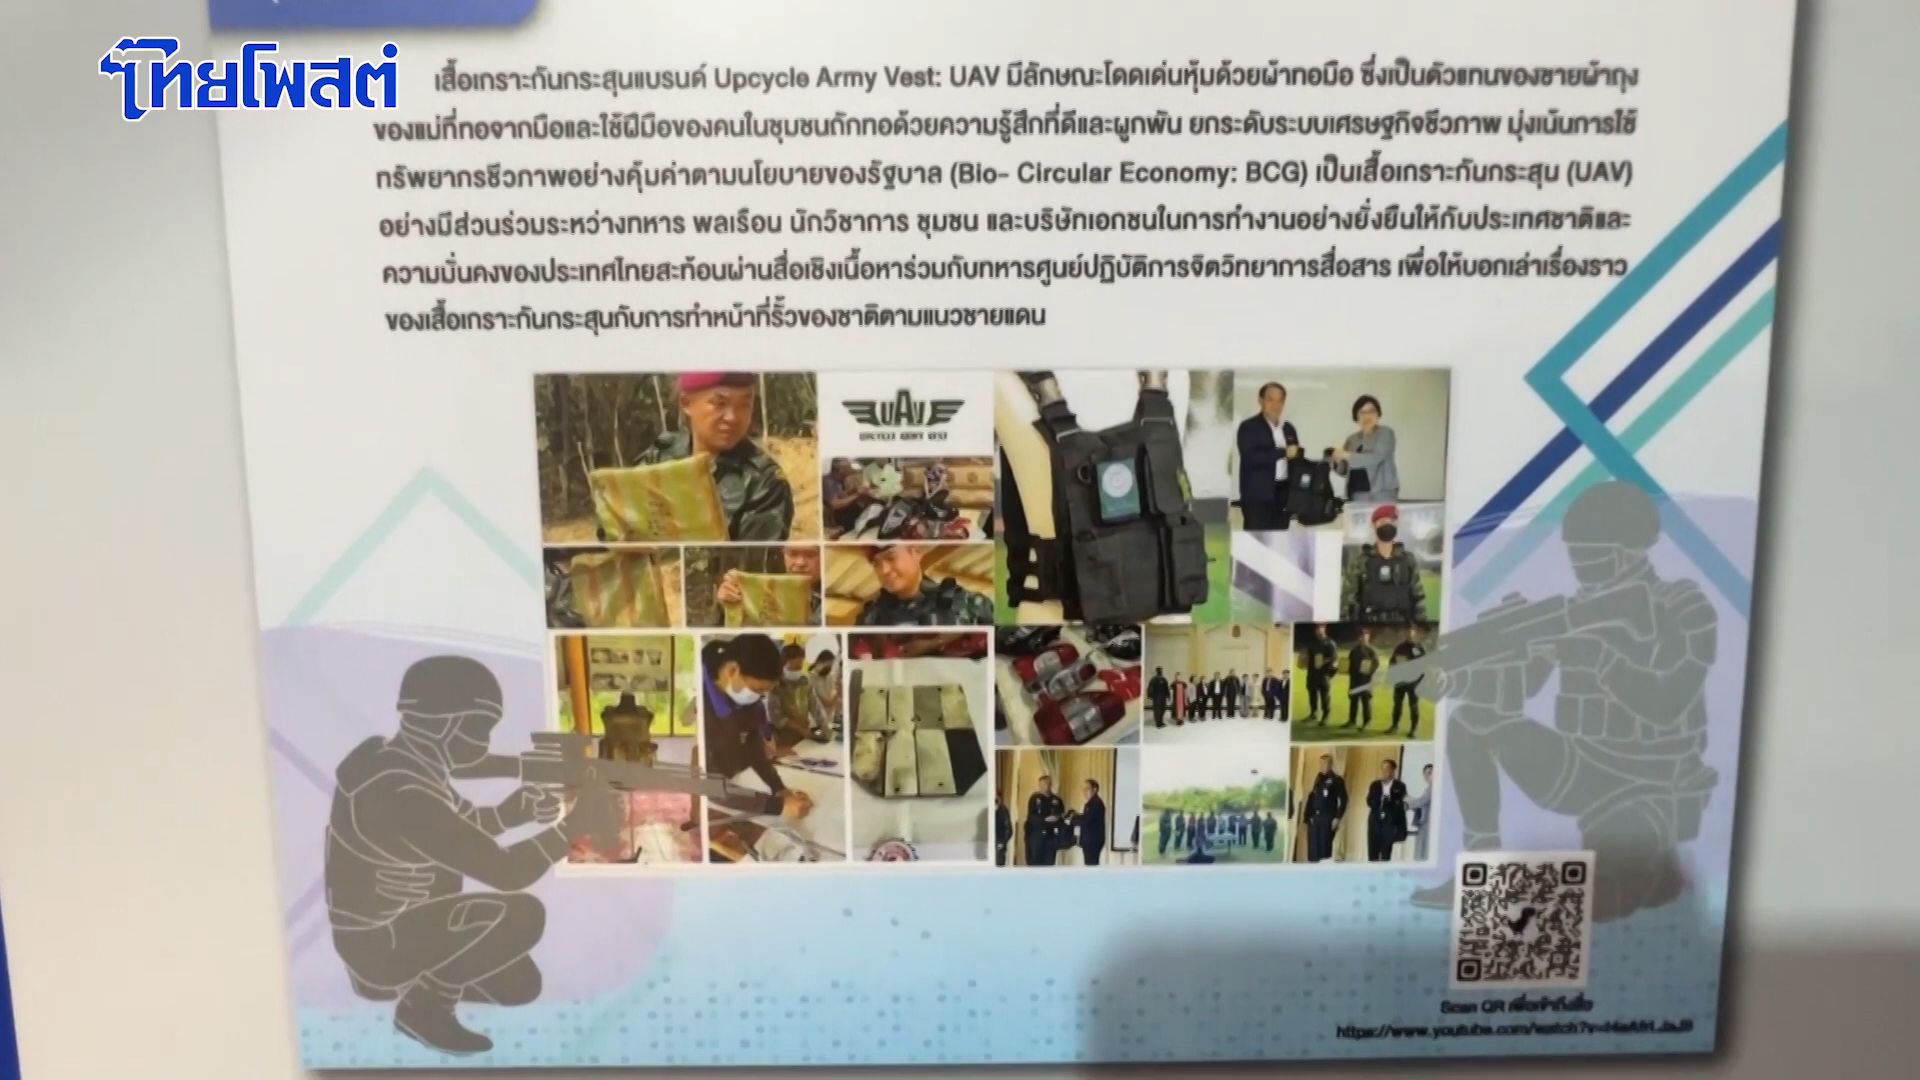 ไทยโพสต์
เสื้อเกราะกันกระสุนแบรนด์ Upcycle Army Vest: UAV มีลักษณะโดดเด่นหุ้มด้วยผ้าทอมือ ซึ่งเป็นตัวแทนของชายผ้าถุง
ของแม่ที่ทอจากมือและใช้ฝีมือของคนในชุมชนถักทอด้วยความรู้สึกที่ดีและผูกพัน ยกระดับระบบเศรษฐกิจชีวภาพ มุ่งเน้นการใช้
ทรัพยากรชีวภาพอย่างคุ้มค่าตามนโยบายของรัฐบาล (Bio- Circular Economy: BCG) เป็นเสื้อเกราะกันกระสุน (UAV)
อย่างมีส่วนร่วมระหว่างทหาร พลเรือน นักวิชาการ ชุมชน และบริษัทเอกชนในการทำงานอย่างยั่งยืนให้กับประเทศชาติและ
ความมั่นคงของประเทศไทยสะท้อนผ่านสื่อเชิงเนื้อหาร่วมกับทหารศูนย์ปฏิบัติการจิตวิทยาการสื่อสาร เพื่อให้บอกเล่าเรื่องราว
ของเสื้อเกราะกันกระสุนกับการทำหน้าที่รั้วของชาติตามแนวชายแดน
UAV
UPCYCLE ARMY VEST
Scan QR เพื่อเข้าถึงสื่อ